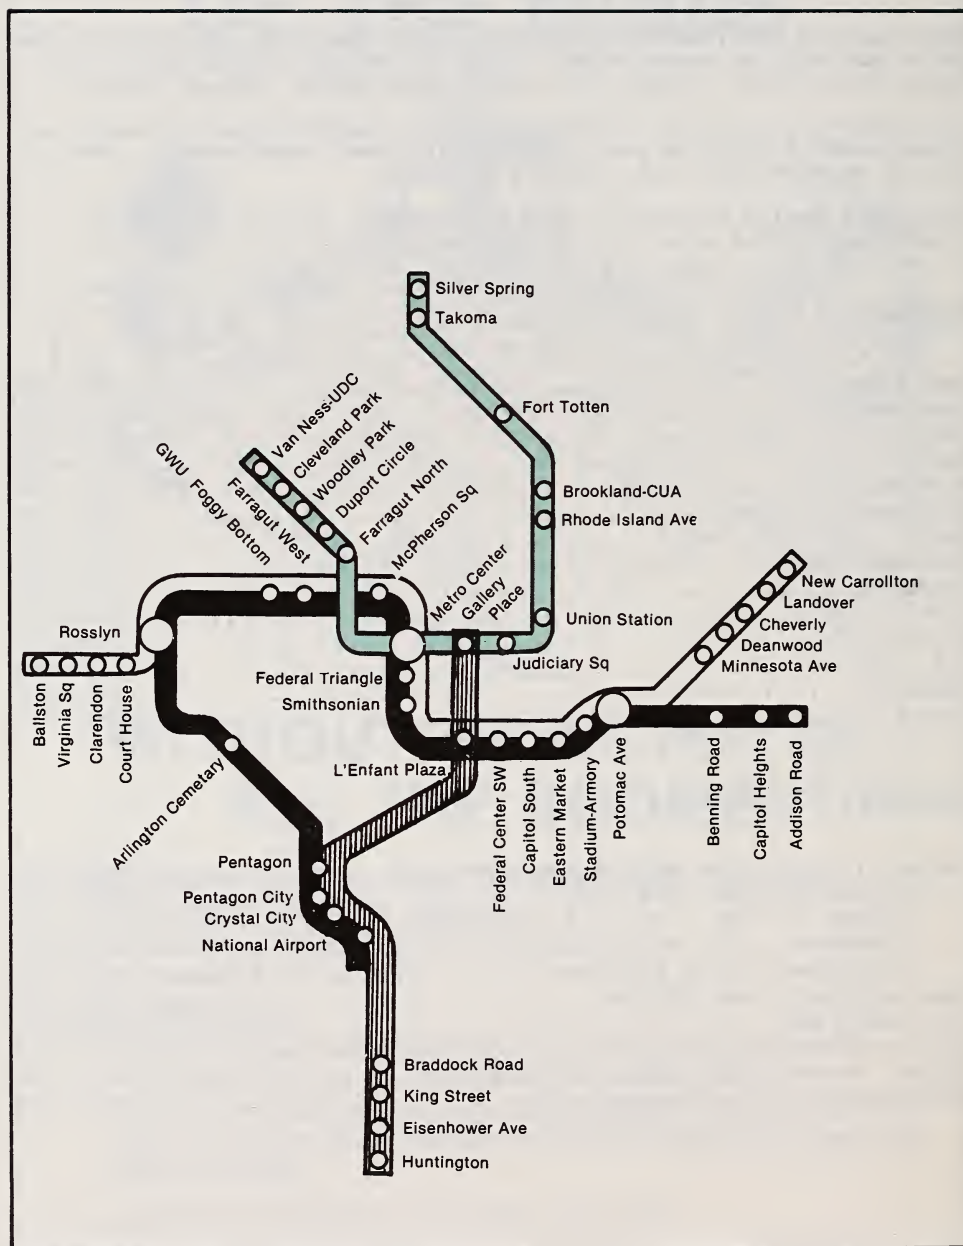 Silver Spring
Takoma
Fort Totten
Brookland-CUA
Rhode Island Ave
Union Station
Judiciary Sq
Van Ness-UDC
Cleveland Park
Woodley Park
Duport Circle
Farragut North
GWU Foggy Bottom
Farragut West
McPherson Sq
Metro Center
Gallery
Place
New Carrollton
Landover
Cheverly
Deanwood
Minnesota Ave
Rosslyn
Ballston
Virginia Sq
Clarendon
Court House
Federal Triangle
Smithsonian
L'Enfant Plaza
Federal Center SW
Capitol South
Eastern Market
Stadium-Armory
Potomac Ave
Benning Road
Capitol Heights
Addison Road
Arlington Cemetary
Pentagon
Pentagon City
Crystal City
National Airport
Braddock Road
King Street
Eisenhower Ave
Huntington